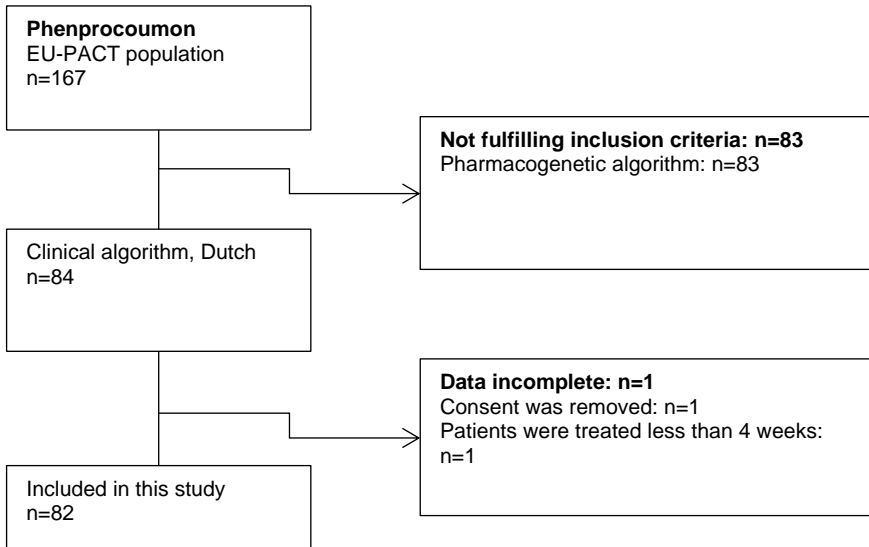 Phenprocoumon
EU-PACT population
n=167
Not fulfilling inclusion criteria: n=83
Pharmacogenetic algorithm: n=83
Clinical algorithm, Dutch
n=84
Data incomplete: n=1
Consent was removed: n=1
Patients were treated less than 4 weeks:
n=1
Included in this study
n=82